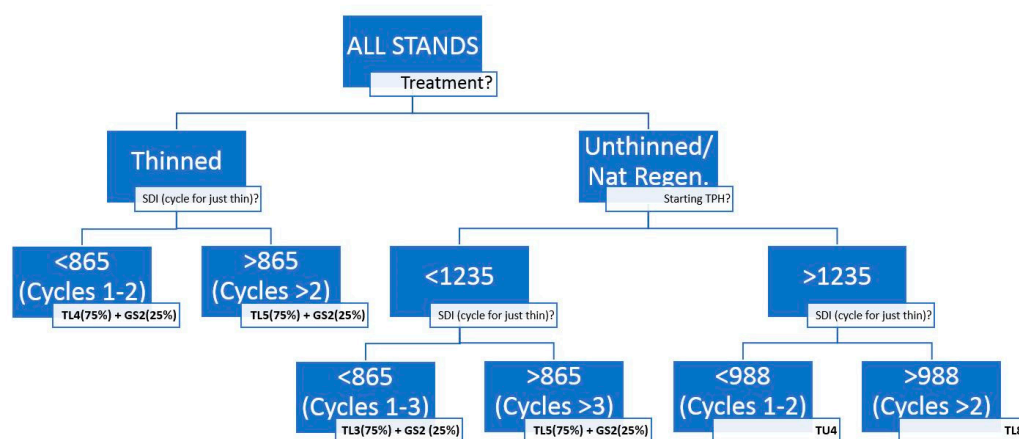 ALL STANDS
Treatment?
Thinned
SDI (cycle for just thin)?
Unthinned/
Nat Regen.
Starting TPH?
<865
(Cycles 1-2)
TL4(75%) + GS2(25%)
>865
(Cycles >2)
TL5(75%) + GS2(25%)
<1235
SDI (cycle for just thin)?
>1235
SDI (cycle for just thin)?
<865
(Cycles 1-3)
TL3(75%) + GS2 (25%)
>865
(Cycles >3)
TL5(75%) + GS2(25%)
<988
(Cycles 1-2)
TU4
>988
(Cycles >2)
TL8